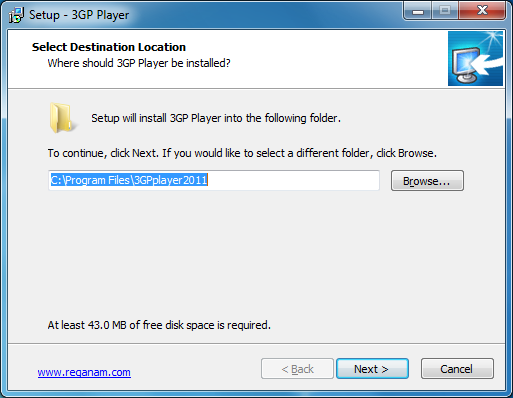 Setup - 3GP Player
Select Destination Location
Where should 3GP Player be installed?
Setup will install 3GP Player into the following folder.
To continue, click Next. If you would like to select a different folder, click Browse.
C:\Program Files\3GPplayer2011
Browse...
At least 43.0 MB of free disk space is required.
www.reqanam.com
< Back
Next >
Cancel